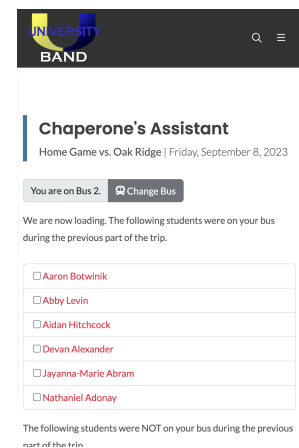 UNIVERSITY
BAND
Chaperone's Assistant
Home Game vs. Oak Ridge | Friday, September 8, 2023
You are on Bus 2. Change Bus
We are now loading. The following students were on your bus
during the previous part of the trip.
Aaron Botwinik
Abby Levin
Aidan Hitchcock
Devan Alexander
Jayanna-Marie Abram
Nathaniel Adonay
The following students were NOT on your bus during the previous
part of the trip